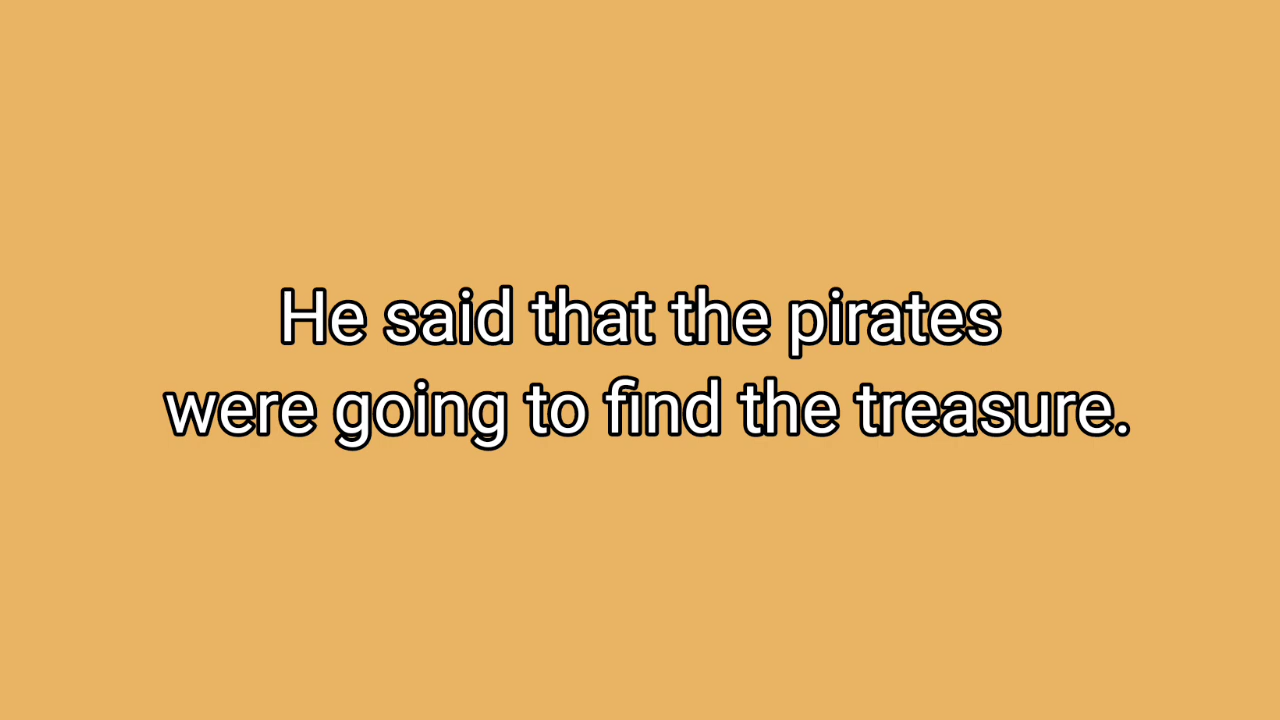 He said that the pirates
were going to find the treasure.